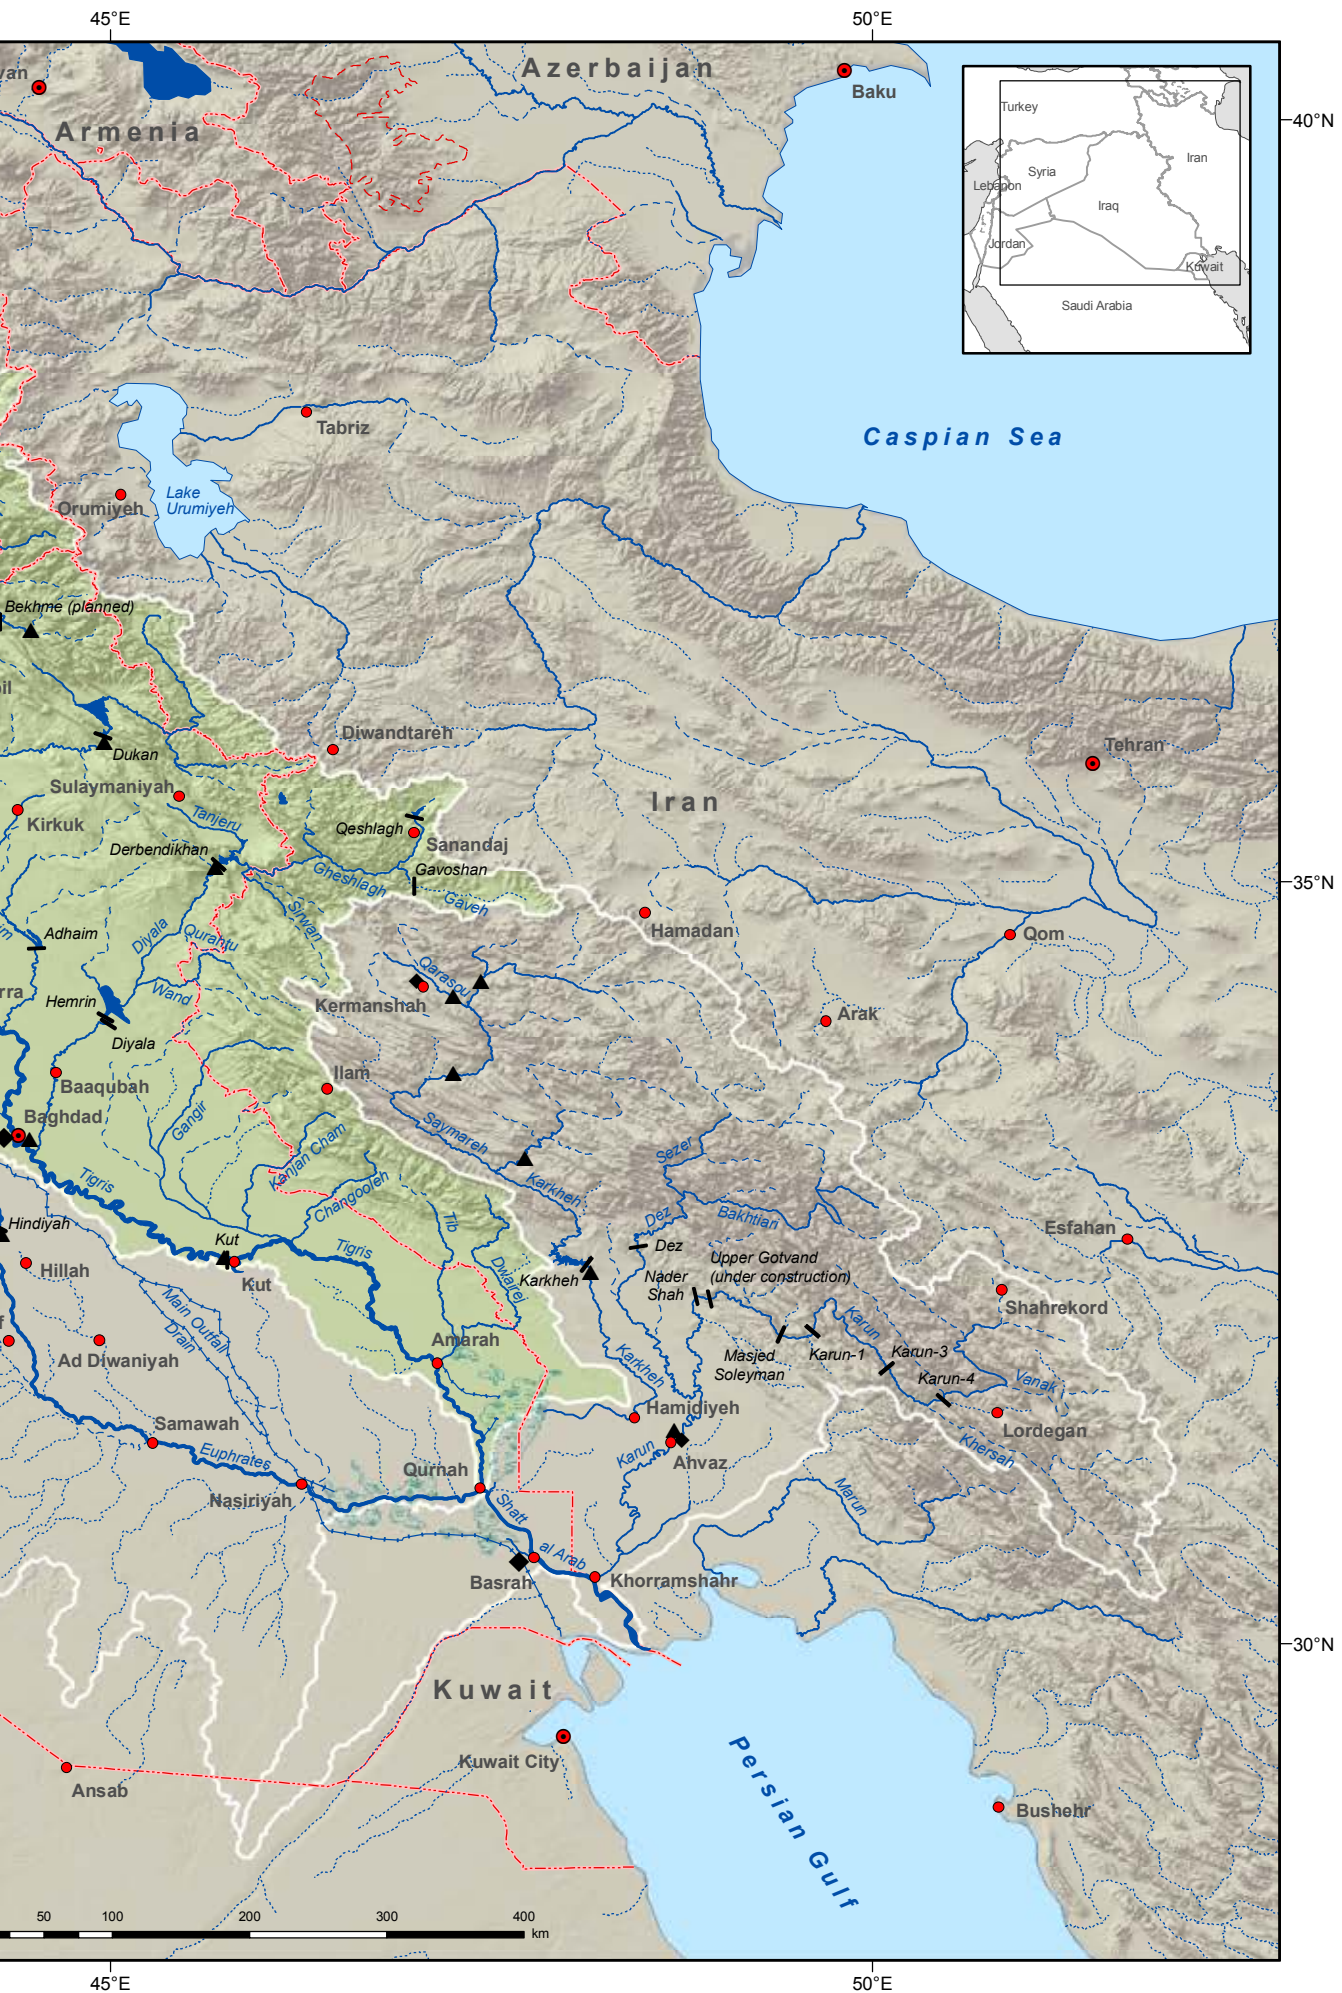 45°E
50°E
Azerbaijan
Baku
Armenia
40°N
Turkey
Iran
Syria
Lebanon
Iraq
Jordan
Kuwait
Saudi Arabia
Caspian Sea
Tabriz
Lake
Urumiyeh
Orumiyeh
Bekhme (planned)
Diwandtareh
Tehran
Dukan
Sulaymaniyah
Iran
Kirkuk
Tanjeru
Qeshlagh
Sanandaj
Derbendikhan
Gavoshan
Gheshlagh
Gaveh
35°N
Sirwan
Hamadan
Qom
Adhaim
Diyala
Qurahtu
Qarasou
Wand
Hemrin
Kermanshah
Arak
Diyala
Ilam
Baaqubah
Baghdad
Gangir
Saymareh
Kanjan Cham
Sezer
Tigris
Karkheh
Changooleh
Tib
Dez
Bakhtiari
Hindiyah
Kut
Tigris
Dez
Esfahan
Hillah
Kut
Dwairej
Karkheh
Nader
Shah
Upper Gotvand
(under construction)
Main Outfall
Drain
Karun
Shahrekord
Ad Diwaniyah
Amarah
Karkheh
Masjed
Soleyman
Karun-1
Karun-3
Karun-4
Vanak
Hamidiyeh
Samawah
Lordegan
Euphrates
Karun
Ahvaz
Khersan
Qurnah
Nasiriyah
Marun
Shatt
al Arab
Basrah
Khorramshahr
30°N
Kuwait
Kuwait City
Persian Gulf
Ansab
Bushehr
50
100
200
300
400
km
45°E
50°E